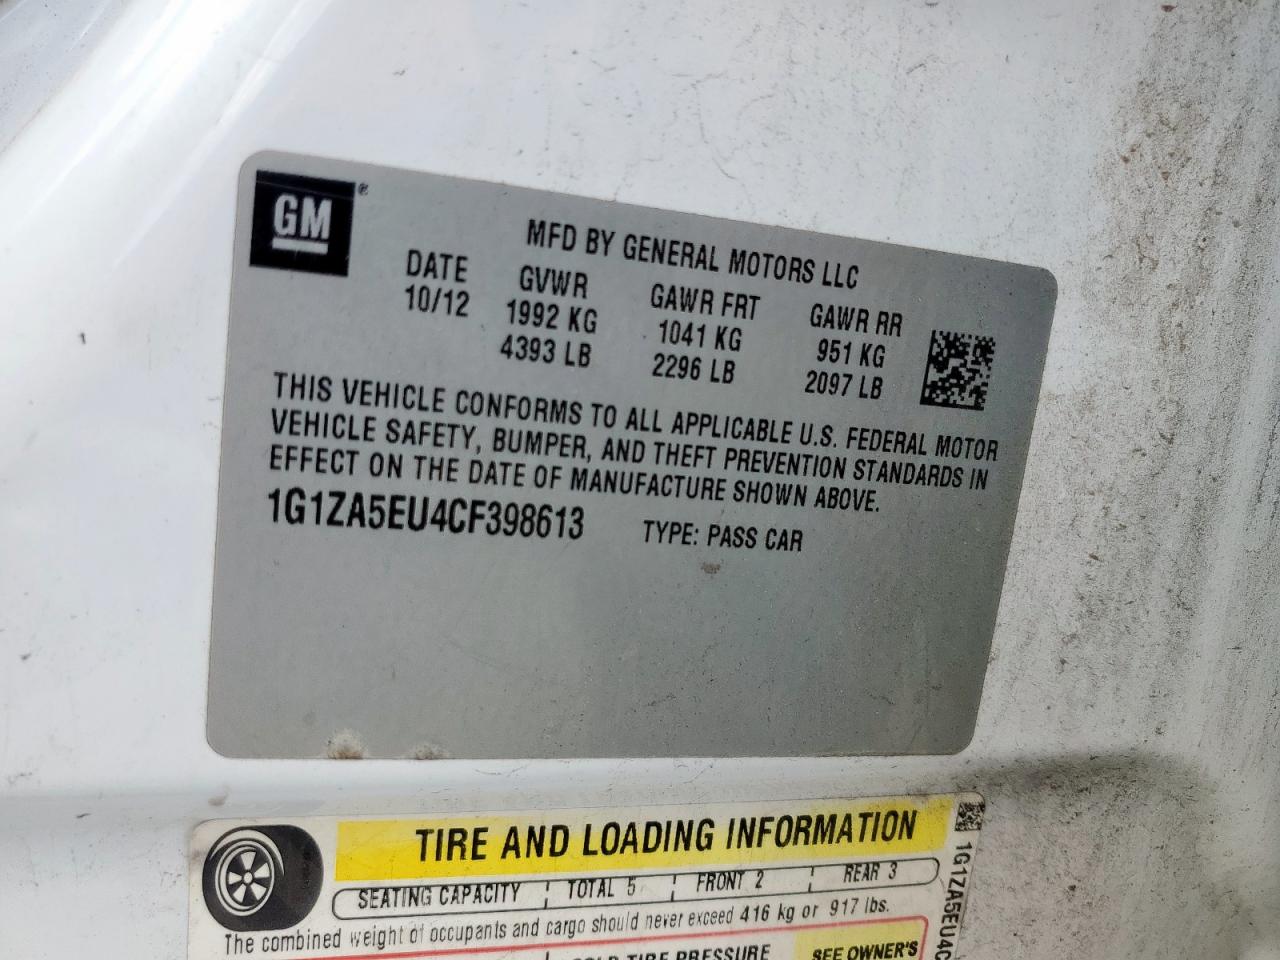 GM®
MFD BY GENERAL MOTORS LLC
DATE GVWR GAWR FRT GAWR RR
10/12 1992 KG 1041 KG 951 KG
4393 LB 2296 LB 2097 LB
THIS VEHICLE CONFORMS TO ALL APPLICABLE U.S. FEDERAL MOTOR
VEHICLE SAFETY, BUMPER, AND THEFT PREVENTION STANDARDS IN
EFFECT ON THE DATE OF MANUFACTURE SHOWN ABOVE.
1G1ZA5EU4CF398613 TYPE: PASS CAR
TIRE AND LOADING INFORMATION
SEATING CAPACITY TOTAL 5 FRONT 2 REAR 3
The combined weight of occupants and cargo should never exceed 416 kg or 917 lbs.
TIRE PRESSURE SEE OWNER'S
1G1ZA5EU4C